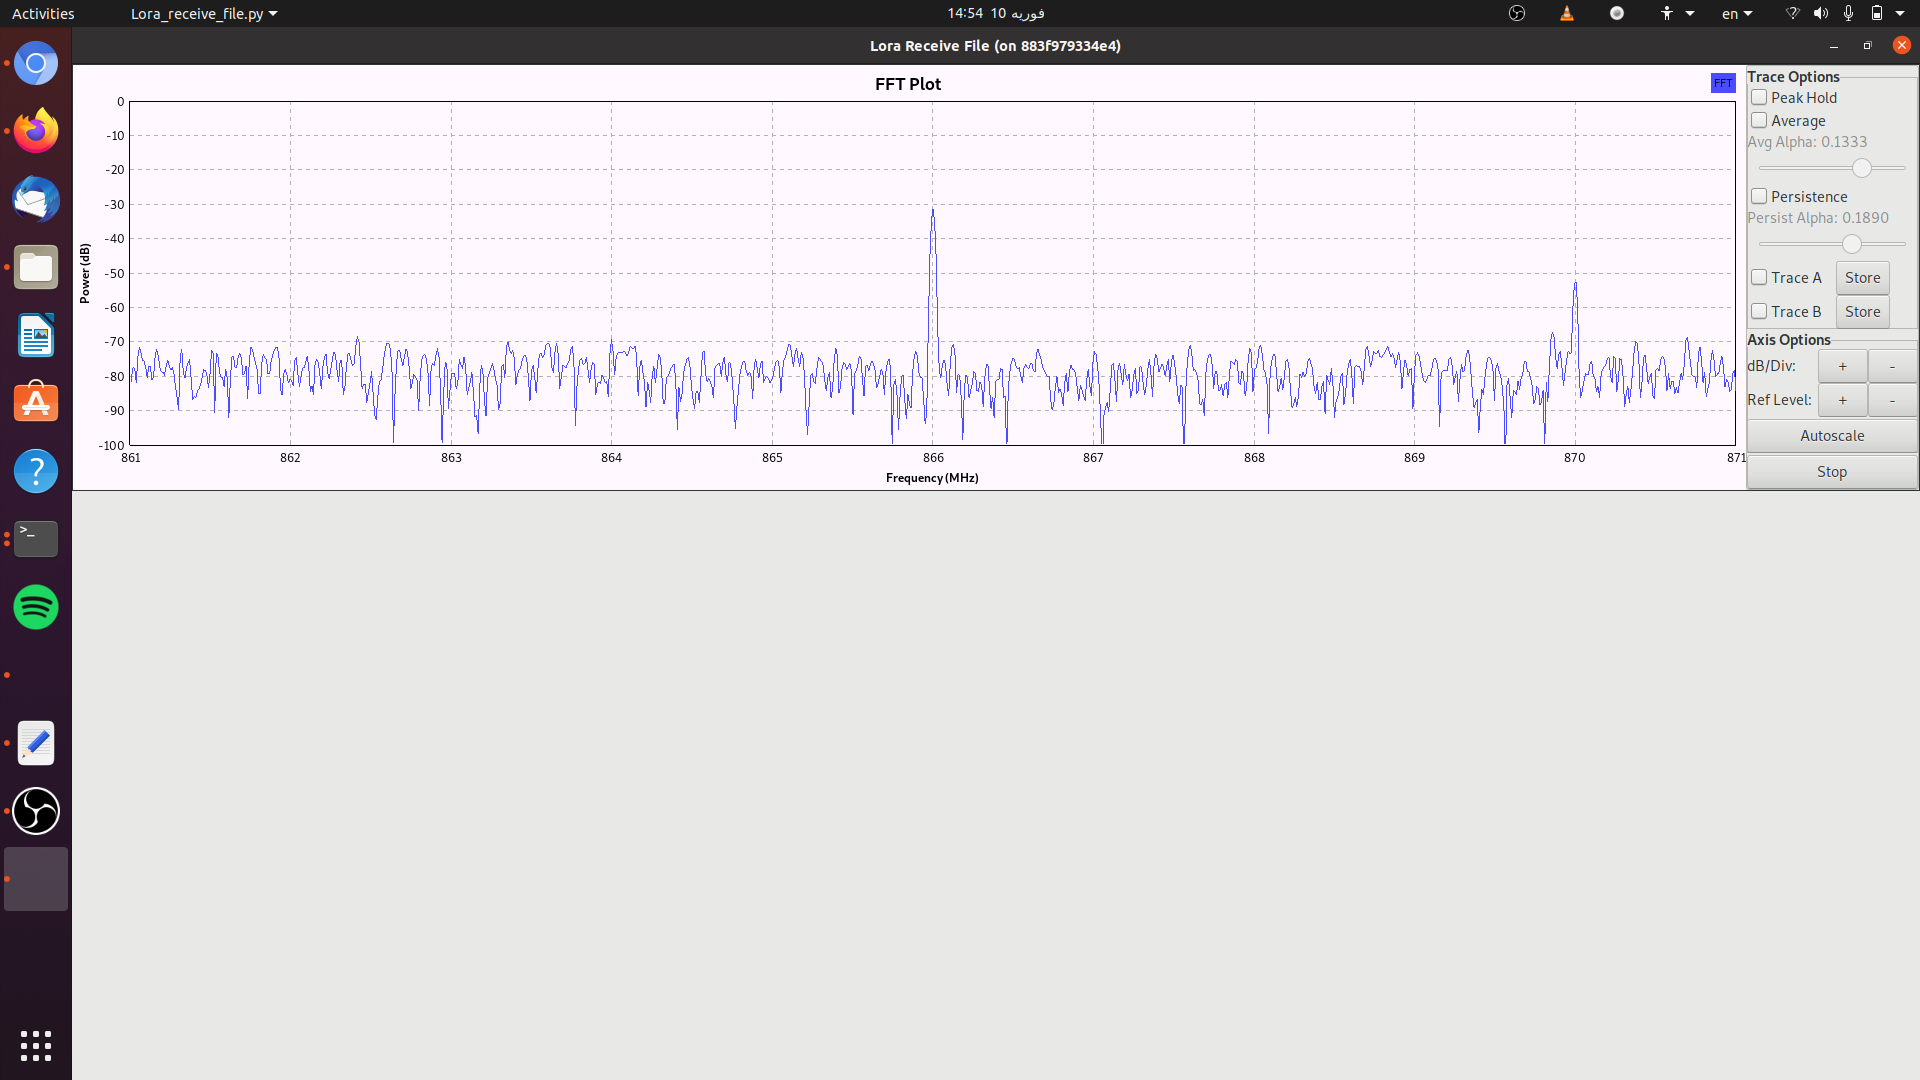 Activities
Lora_receive_file.py
14:54 10 فوریه
en
Lora Receive File (on 883f979334e4)
FFT Plot
FFT
0
-10
-20
-30
-40
-50
-60
-70
-80
-90
-100
Power (dB)
861 862 863 864 865 866 867 868 869 870 871
Frequency (MHz)
Trace Options
Peak Hold
Average
Avg Alpha: 0.1333
Persistence
Persist Alpha: 0.1890
Trace A Store
Trace B Store
Axis Options
dB/Div: + -
Ref Level: + -
Autoscale
Stop